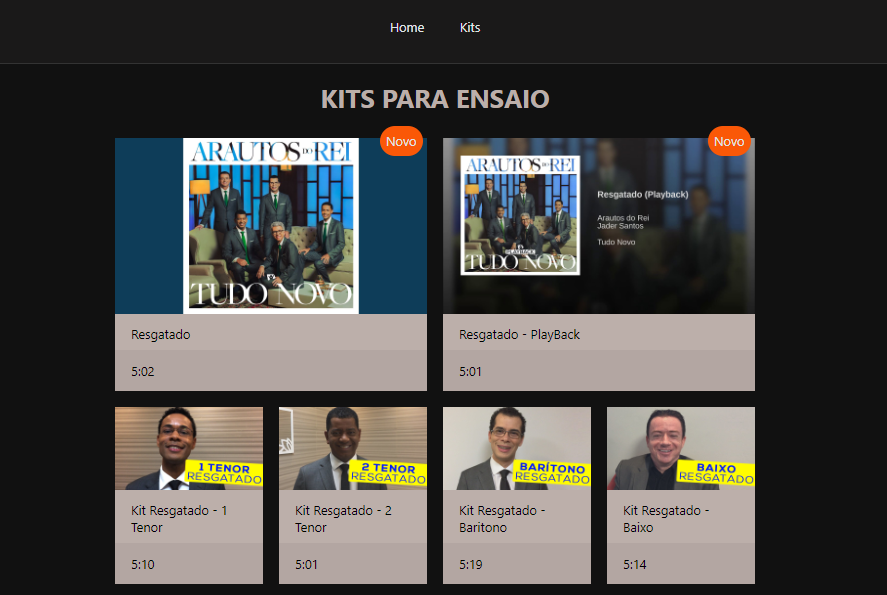 Home Kits
KITS PARA ENSAIO
Novo
Novo
ARAUTOS DO REI
TUDO NOVO
ARAUTOS DO REI
PLAYBACK
TUDO NOVO
Resgatado (Playback)
Arautos do Rei
Jader Santos
Tudo Novo
Resgatado
5:02
Resgatado - PlayBack
5:01
1 TENOR
RESGATADO
Kit Resgatado - 1
Tenor
5:10
2 TENOR
RESGATADO
Kit Resgatado - 2
Tenor
5:01
BARÍTONO
RESGATADO
Kit Resgatado -
Baritono
5:19
BAIXO
RESGATADO
Kit Resgatado -
Baixo
5:14